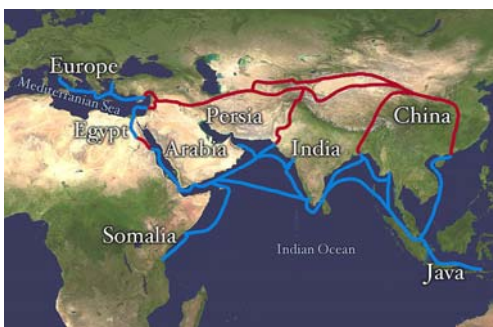 Europe
Mediterranean Sea
Egypt
Arabia
Persia
India
China
Somalia
Indian Ocean
Java